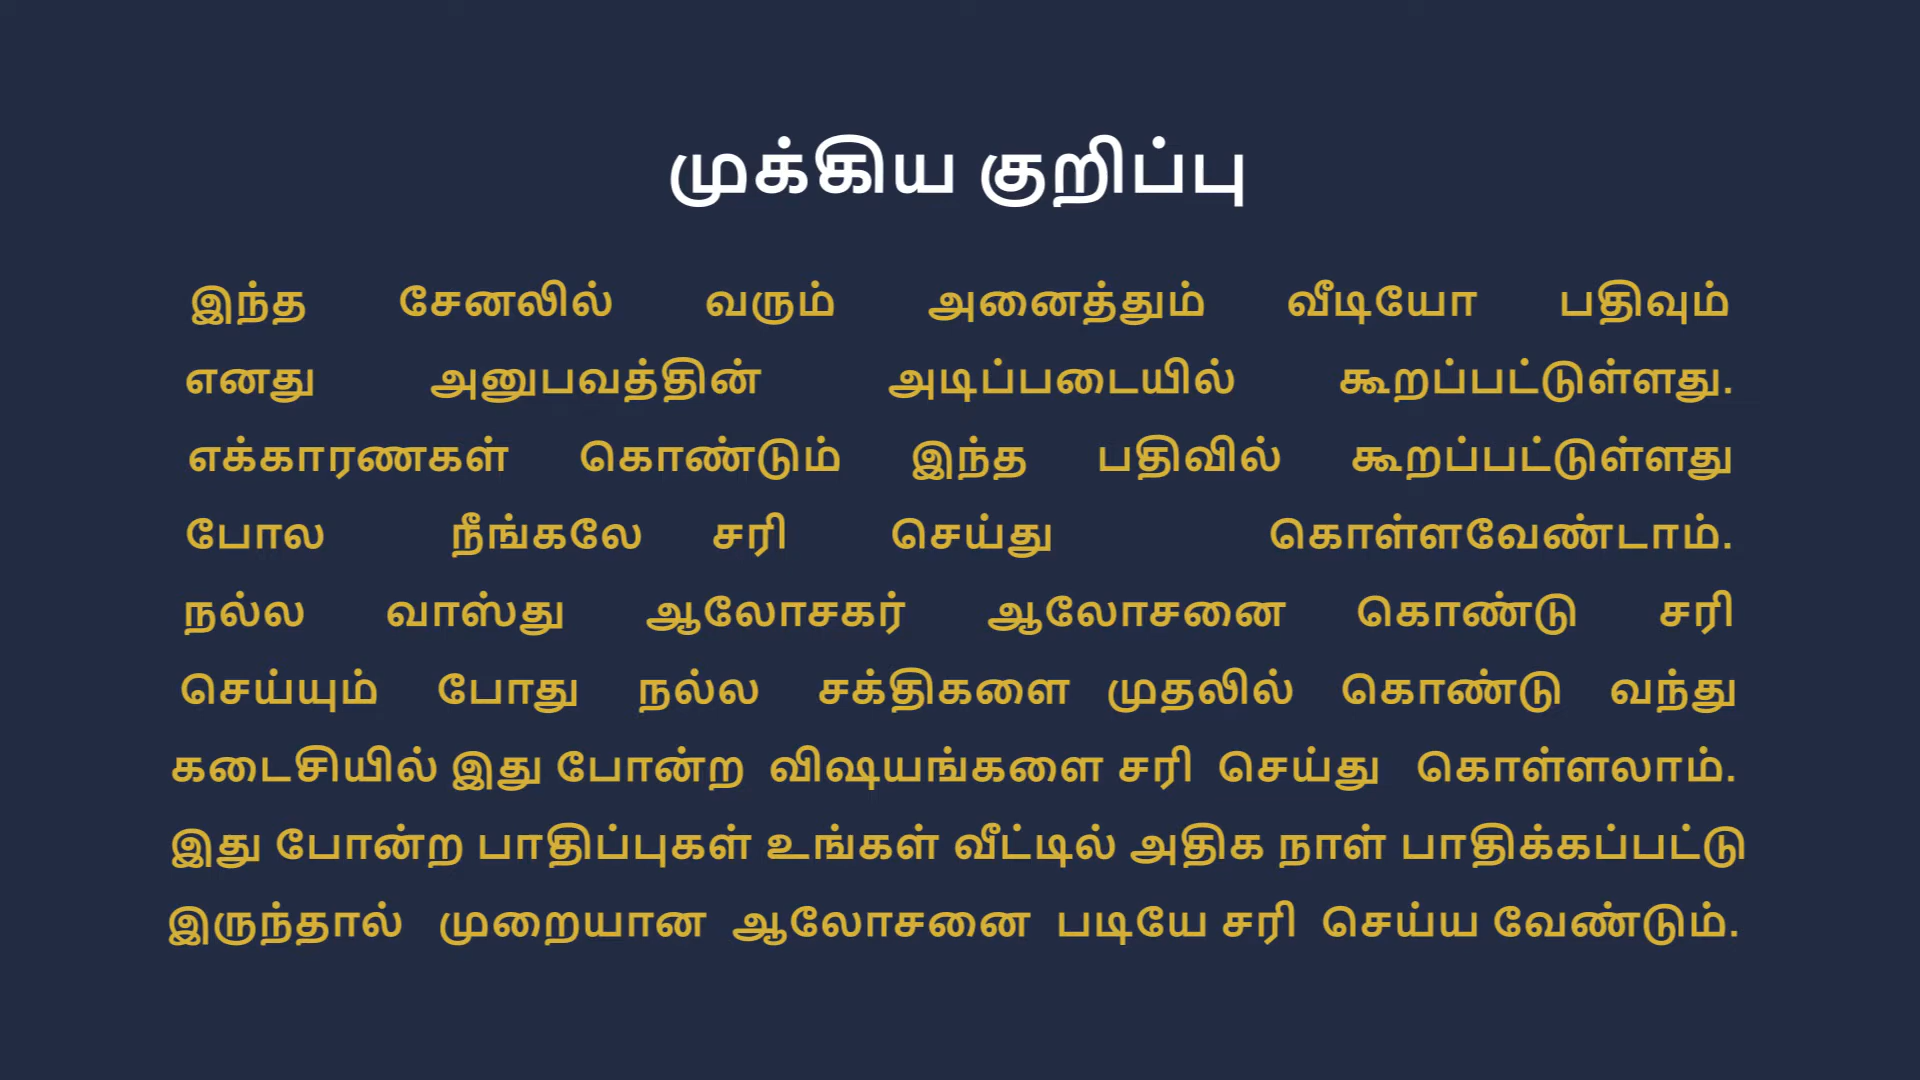 முக்கிய குறிப்பு
இந்த சேனலில் வரும் அனைத்தும் வீடியோ பதிவும்
எனது அனுபவத்தின் அடிப்படையில் கூறப்பட்டுள்ளது.
எக்காரணகள் கொண்டும் இந்த பதிவில் கூறப்பட்டுள்ளது
போல நீங்கலே சரி செய்து கொள்ளவேண்டாம்.
நல்ல வாஸ்து ஆலோசகர் ஆலோசனை கொண்டு சரி
செய்யும் போது நல்ல சக்திகளை முதலில் கொண்டு வந்து
கடைசியில் இது போன்ற விஷயங்களை சரி செய்து கொள்ளலாம்.
இது போன்ற பாதிப்புகள் உங்கள் வீட்டில் அதிக நாள் பாதிக்கப்பட்டு
இருந்தால் முறையான ஆலோசனை படியே சரி செய்ய வேண்டும்.